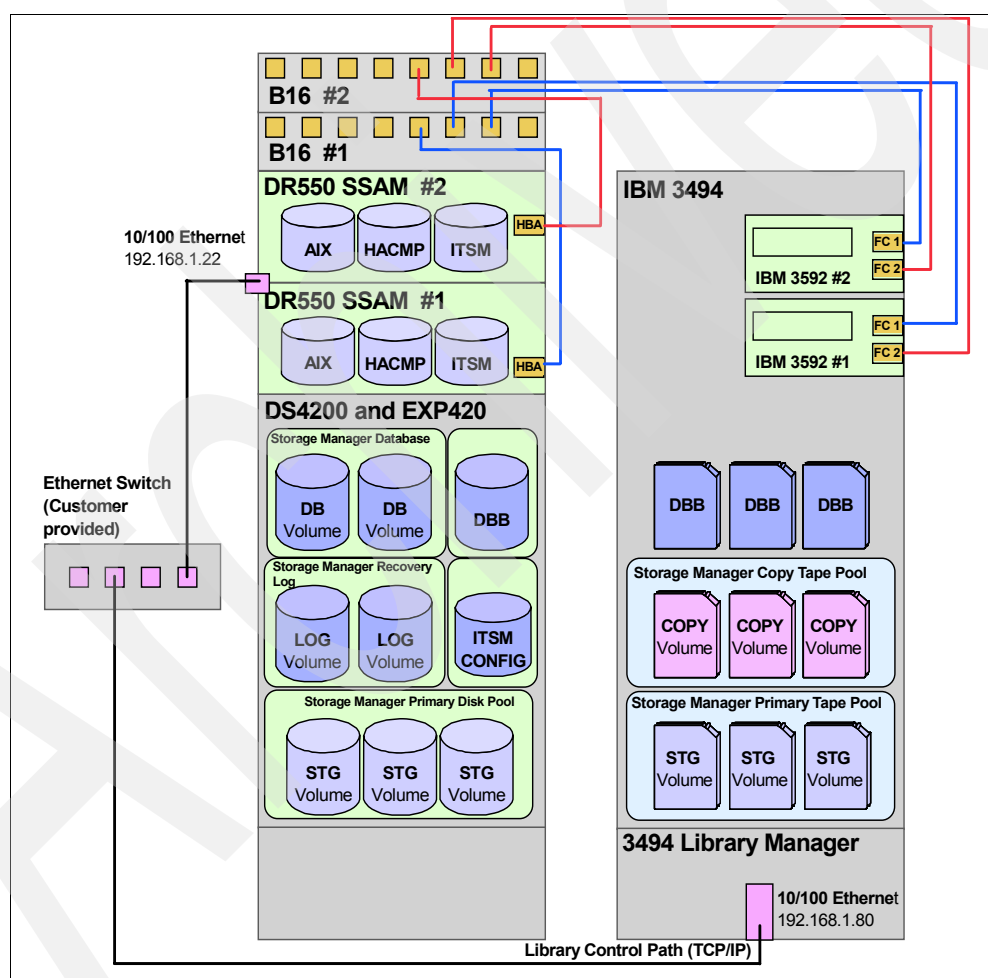 B16 #2
B16 #1
DR550 SSAM #2
HBA
AIX
HACMP
ITSM
10/100 Ethernet
192.168.1.22
DR550 SSAM #1
AIX
HACMP
ITSM
HBA
DS4200 and EXP420
Storage Manager Database
DB
Volume
DB
Volume
DBB
Ethernet Switch
(Customer
provided)
Storage Manager Recovery
Log
LOG
Volume
LOG
Volume
ITSM
CONFIG
Storage Manager Primary Disk Pool
STG
Volume
STG
Volume
STG
Volume
IBM 3494
FC 1
FC 2
IBM 3592 #2
FC 1
FC 2
IBM 3592 #1
DBB
DBB
DBB
Storage Manager Copy Tape Pool
COPY
Volume
COPY
Volume
COPY
Volume
Storage Manager Primary Tape Pool
STG
Volume
STG
Volume
STG
Volume
3494 Library Manager
10/100 Ethernet
192.168.1.80
Library Control Path (TCP/IP)